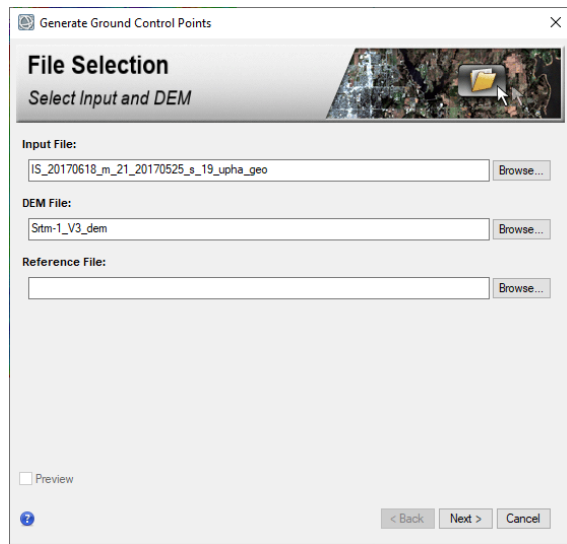 Generate Ground Control Points
File Selection
Select Input and DEM
Input File:
IS_20170618_m_21_20170525_s_19_upha_geo
Browse...
DEM File:
Srtm-1_V3_dem
Browse...
Reference File:
Browse...
Preview
< Back Next > Cancel